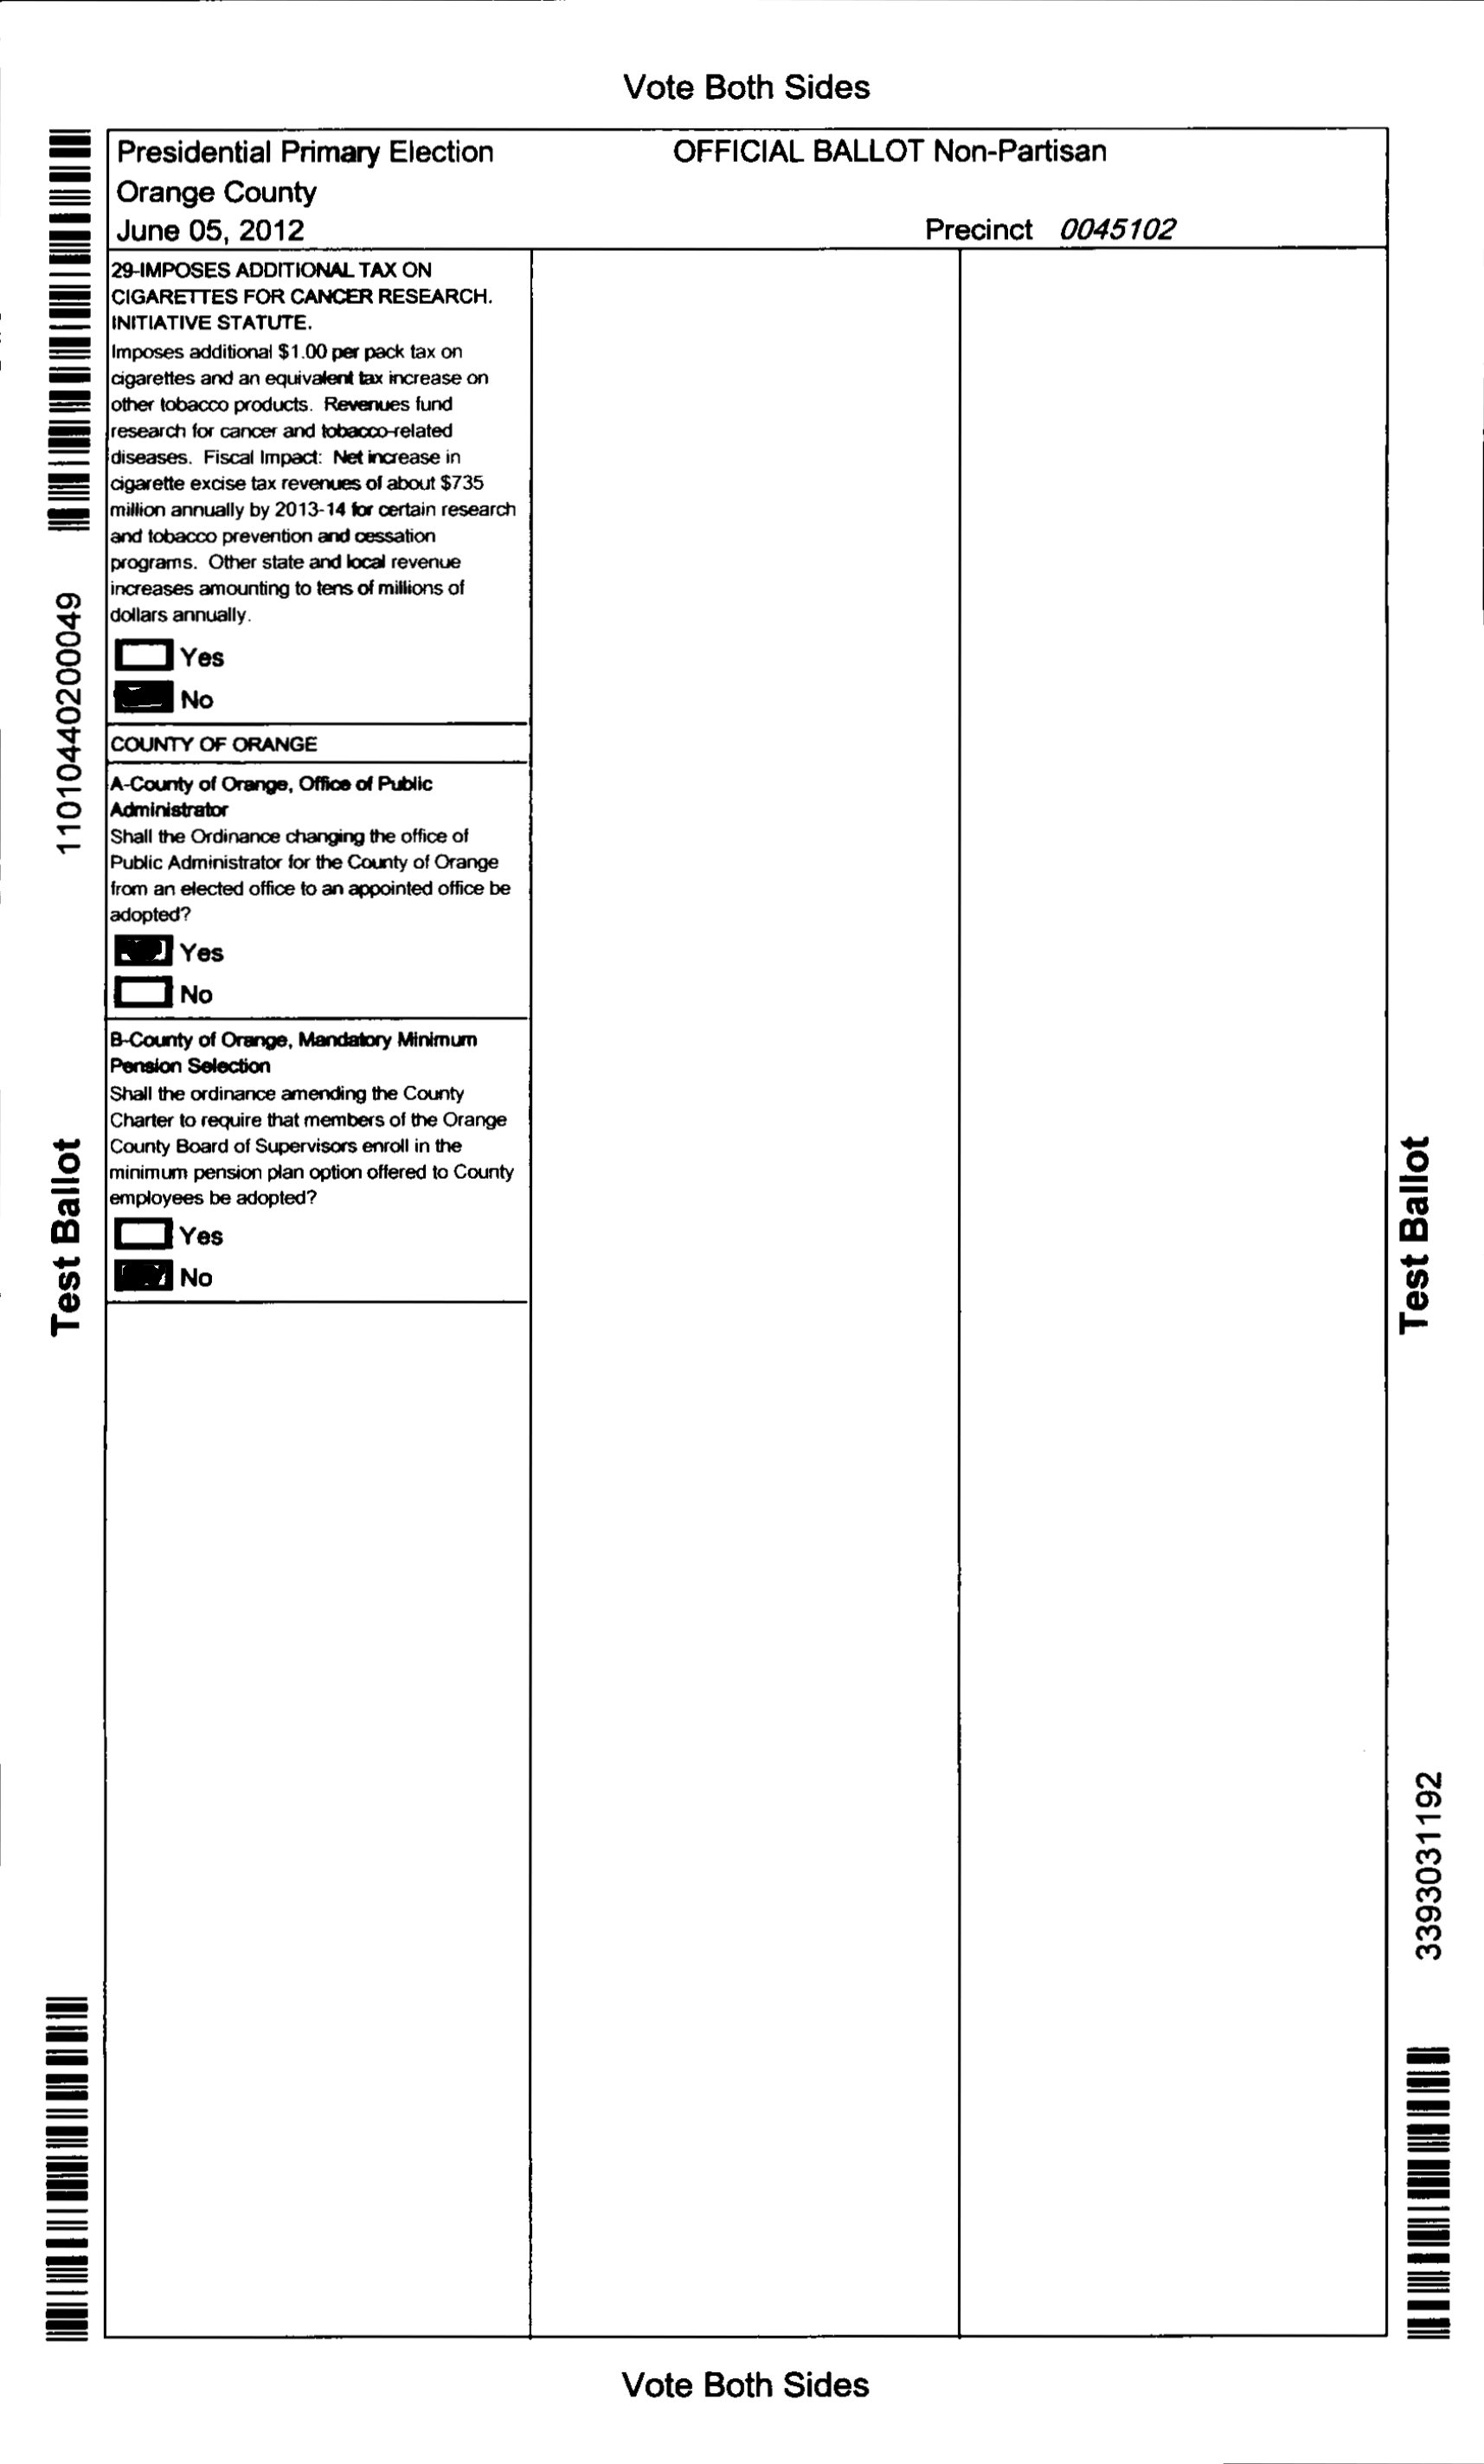 Vote Both Sides
Presidential Primary Election
OFFICIAL BALLOT Non-Partisan
Orange County
June 05, 2012
Precinct 0045102
29-IMPOSES ADDITIONAL TAX ON
CIGARETTES FOR CANCER RESEARCH.
INITIATIVE STATUTE.
Imposes additional $1.00 per pack tax on
cigarettes and an equivalent tax increase on
other tobacco products. Revenues fund
research for cancer and tobacco-related
diseases. Fiscal Impact: Net increase in
cigarette excise tax revenues of about $735
million annually by 2013-14 for certain research
and tobacco prevention and cessation
programs. Other state and local revenue
increases amounting to tens of millions of
dollars annually.
Yes
No
COUNTY OF ORANGE
A-County of Orange, Office of Public
Administrator
Shall the Ordinance changing the office of
Public Administrator for the County of Orange
from an elected office to an appointed office be
adopted?
Yes
No
B-County of Orange, Mandatory Minimum
Pension Selection
Shall the ordinance amending the County
Charter to require that members of the Orange
County Board of Supervisors enroll in the
minimum pension plan option offered to County
employees be adopted?
Yes
No
11010440200049
Test Ballot
Test Ballot
3393031192
Vote Both Sides